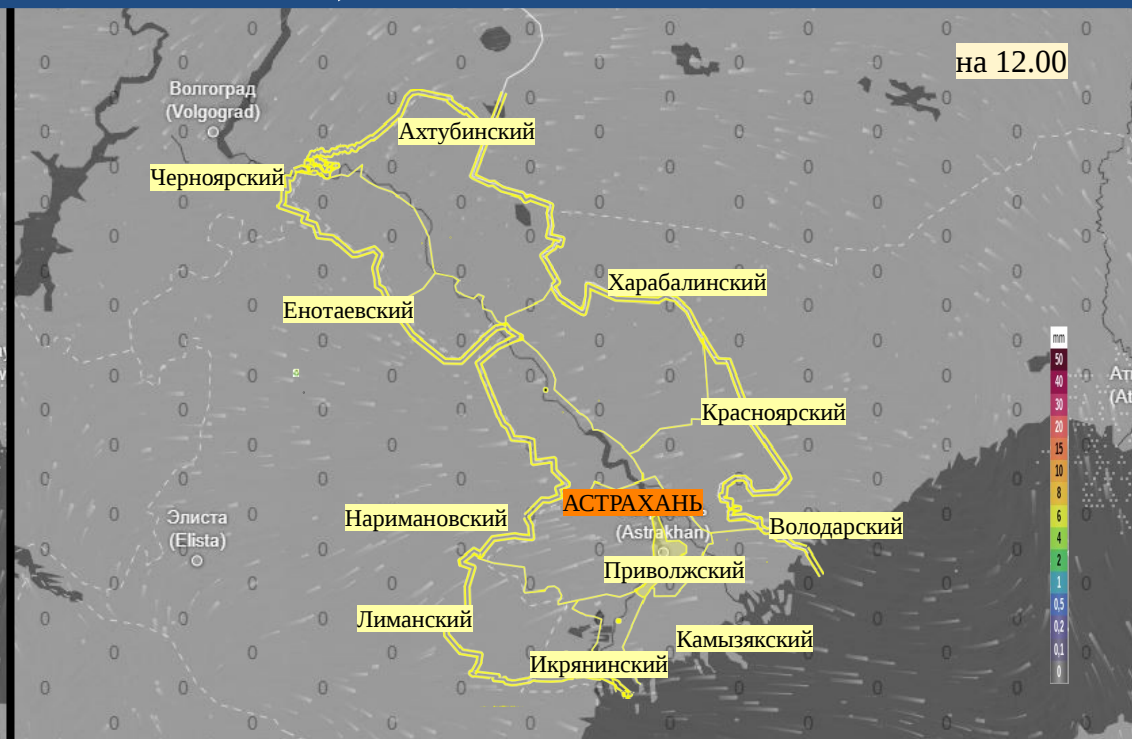 на 12.00
Волгоград
(Volgograd)
Ахтубинский
Черноярский
Харабалинский
Енотаевский
mm
50
40
30
20
15
10
8
6
4
2
1
0,5
0,2
0,1
0
Красноярский
АСТРАХАНЬ
(Astrakhan)
Наримановский
Элиста
(Elista)
Володарский
Приволжский
Лиманский
Камызякский
Икрянинский